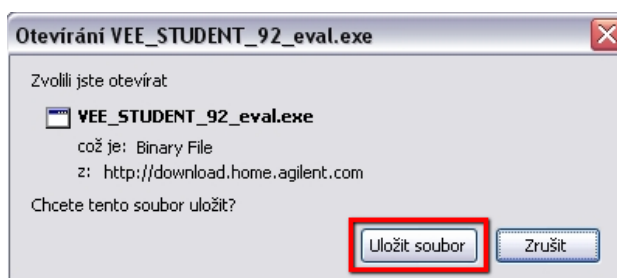 Otevírání VEE_STUDENT_92_eval.exe
Zvolili jste otevírat
VEE_STUDENT_92_eval.exe
což je: Binary File
z: http://download.home.agilent.com
Chcete tento soubor uložit?
Uložit soubor Zrušit